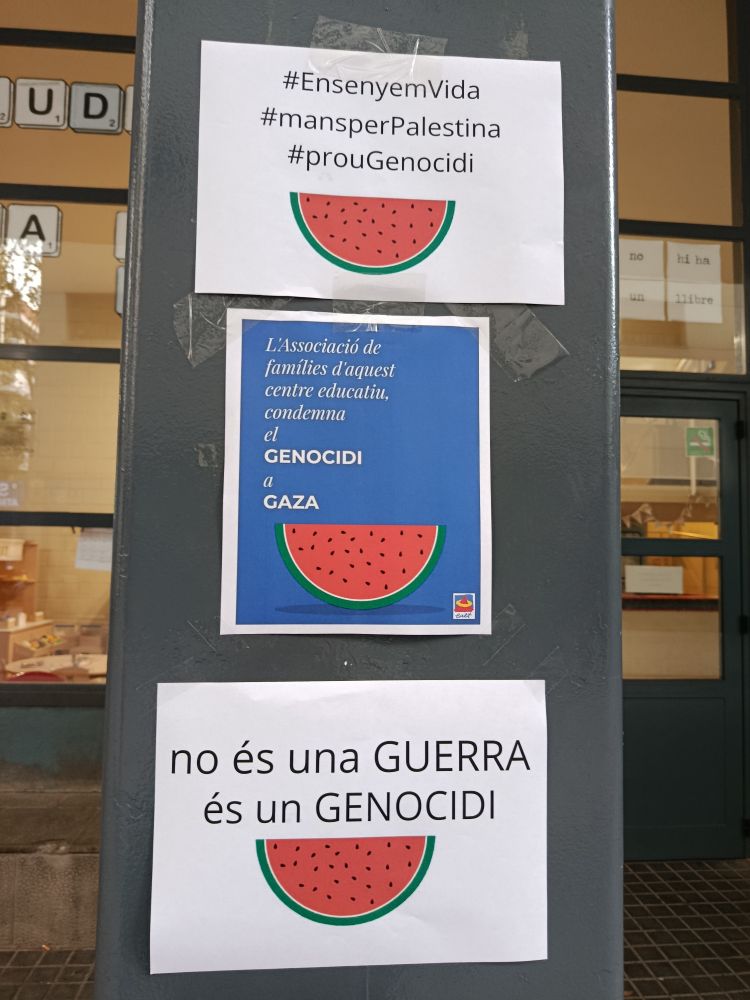 #EnsenyemVida
#mansperPalestina
#prouGenocidi
L'Associació de
famílies d'aquest
centre educatiu,
condemna
el
GENOCIDI
a
GAZA
no és una GUERRA
és un GENOCIDI
UD
A
no hi ha
un llibre